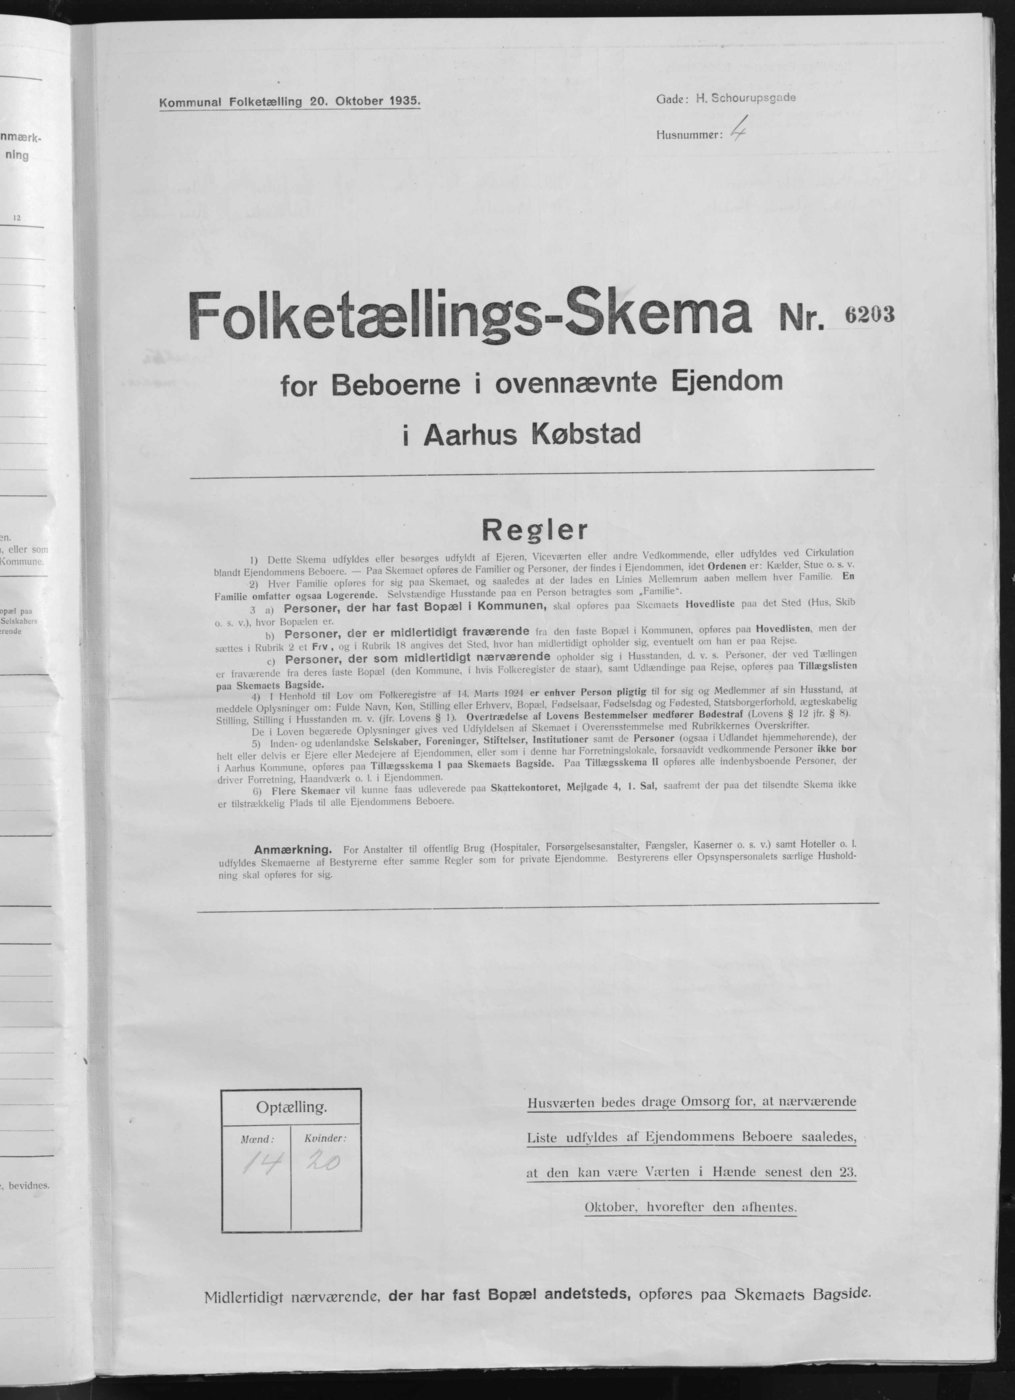 nmærk-
ning
12
en.
, eller som
Kommune.
opæl paa
Selskabers
erende
, bevidnes.
Kommunal Folketælling 20. Oktober 1935.
Gade: H. Schourupsgade
Husnummer: 4
Folketællings-Skema Nr. 6203
for Beboerne i ovennævnte Ejendom
i Aarhus Købstad
Regler
1) Dette Skema udfyldes eller besørges udfyldt af Ejeren, Viceværten eller andre Vedkommende, eller udfyldes ved Cirkulation
blandt Ejendommens Beboere. — Paa Skemaet opføres de Familier og Personer, der findes i Ejendommen, idet Ordenen er: Kælder, Stue o. s. v.
2) Hver Familie opføres for sig paa Skemaet, og saaledes at der lades en Linies Mellemrum aaben mellem hver Familie. En
Familie omfatter ogsaa Logerende. Selvstændige Husstande paa en Person betragtes som „Familie“.
3 a) Personer, der har fast Bopæl i Kommunen, skal opføres paa Skemaets Hovedliste paa det Sted (Hus, Skib
o. s. v.), hvor Bopælen er.
b) Personer, der er midlertidigt fraværende fra den faste Bopæl i Kommunen, opføres paa Hovedlisten, men der
sættes i Rubrik 2 et Frv, og i Rubrik 18 angives det Sted, hvor han midlertidigt opholder sig, eventuelt om han er paa Rejse.
c) Personer, der som midlertidigt nærværende opholder sig i Husstanden, d. v. s. Personer, der ved Tællingen
er fraværende fra deres faste Bopæl (den Kommune, i hvis Folkeregister de staar), samt Udlændinge paa Rejse, opføres paa Tillægslisten
paa Skemaets Bagside.
4) I Henhold til Lov om Folkeregistre af 14. Marts 1924 er enhver Person pligtig til for sig og Medlemmer af sin Husstand, at
meddele Oplysninger om: Fulde Navn, Køn, Stilling eller Erhverv, Bopæl, Fødselsaar, Fødselsdag og Fødested, Statsborgerforhold, ægteskabelig
Stilling, Stilling i Husstanden m. v. (jfr. Lovens § 1). Overtrædelse af Lovens Bestemmelser medfører Bødestraf (Lovens § 12 jfr. § 8).
De i Loven begærede Oplysninger gives ved Udfyldelsen af Skemaet i Overensstemmelse med Rubrikkernes Overskrifter.
5) Inden- og udenlandske Selskaber, Foreninger, Stiftelser, Institutioner samt de Personer (ogsaa i Udlandet hjemmehørende), der
helt eller delvis er Ejere eller Medejere af Ejendommen, eller som i denne har Forretningslokale, forsaavidt vedkommende Personer ikke bor
i Aarhus Kommune, opføres paa Tillægsskema I paa Skemaets Bagside. Paa Tillægsskema II opføres alle indenbysboende Personer, der
driver Forretning, Haandværk o. l. i Ejendommen.
6) Flere Skemaer vil kunne faas udleverede paa Skattekontoret, Mejlgade 4, 1. Sal, saafremt der paa det tilsendte Skema ikke
er tilstrækkelig Plads til alle Ejendommens Beboere.
Anmærkning. For Anstalter til offentlig Brug (Hospitaler, Forsørgelsesanstalter, Fængsler, Kaserner o. s. v.) samt Hoteller o. l.
udfyldes Skemaerne af Bestyrerne efter samme Regler som for private Ejendomme. Bestyrerens eller Opsynspersonalets særlige Hushold-
ning skal opføres for sig.
Optælling.
Mænd: Kvinder:
14 20
Husværten bedes drage Omsorg for, at nærværende
Liste udfyldes af Ejendommens Beboere saaledes,
at den kan være Værten i Hænde senest den 23.
Oktober, hvorefter den afhentes.
Midlertidigt nærværende, der har fast Bopæl andetsteds, opføres paa Skemaets Bagside.